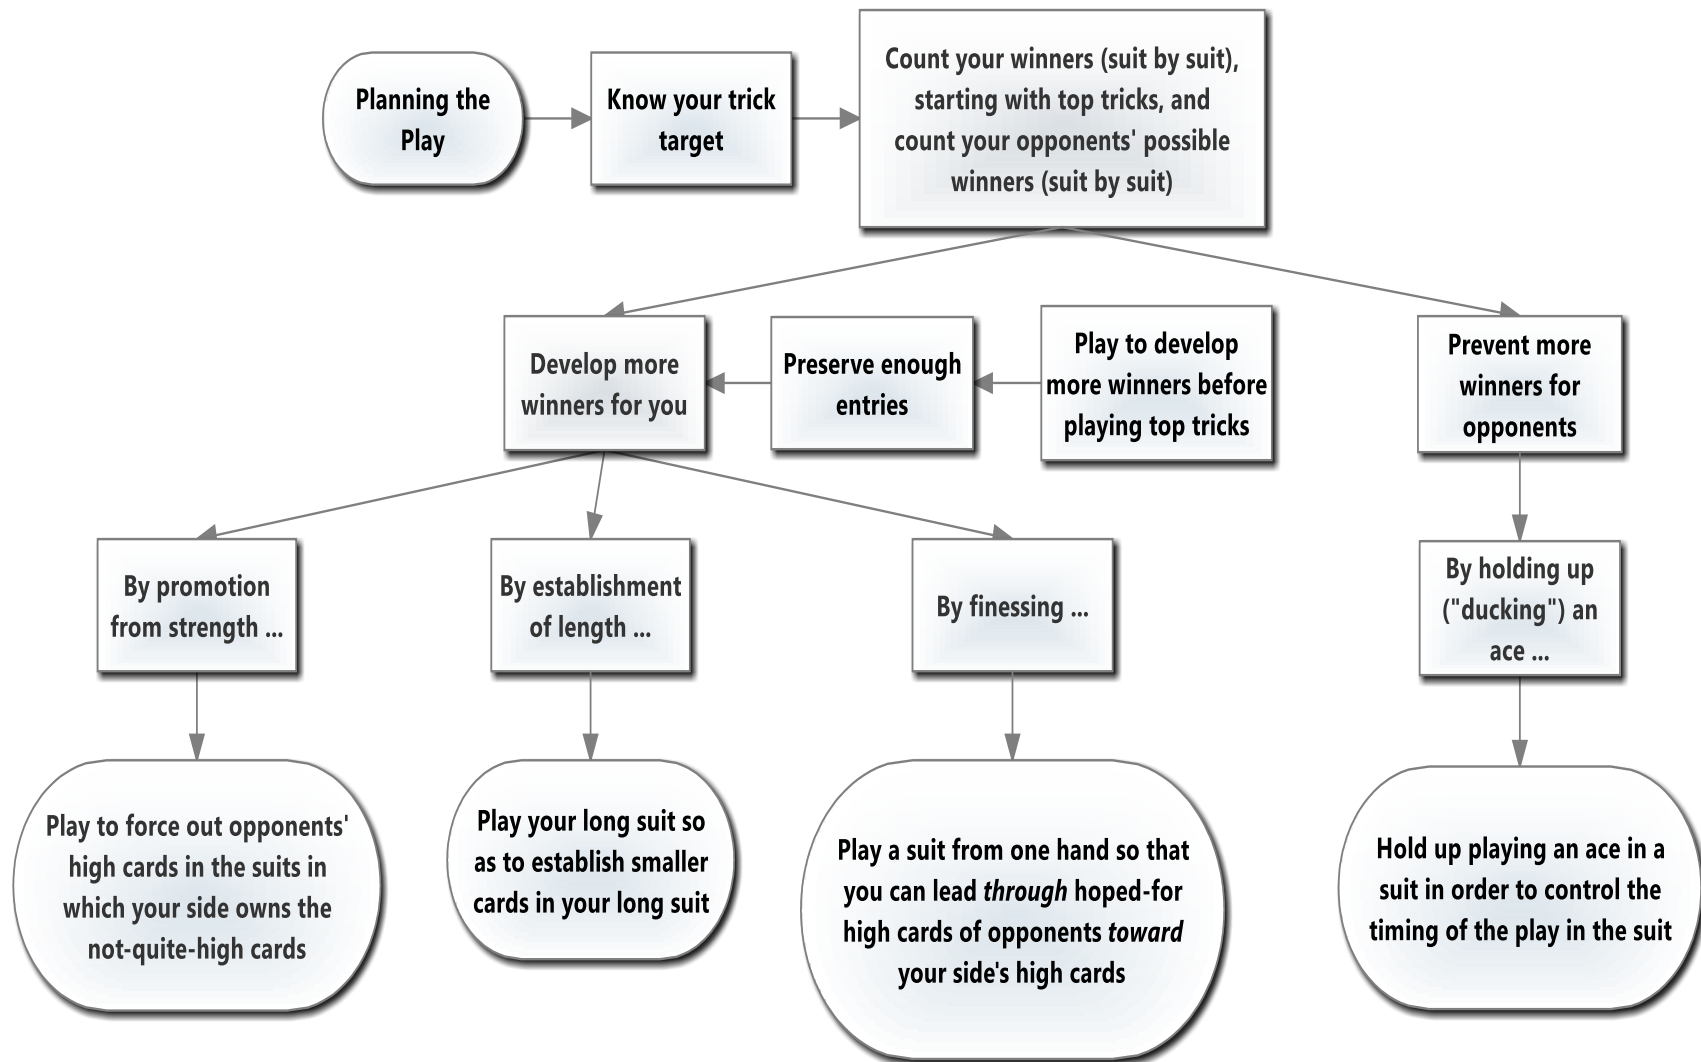 Planning the
Play
Know your trick
target
Count your winners (suit by suit),
starting with top tricks, and
count your opponents' possible
winners (suit by suit)
Develop more
winners for you
Preserve enough
entries
Play to develop
more winners before
playing top tricks
Prevent more
winners for
opponents
By promotion
from strength ...
By establishment
of length ...
By finessing ...
By holding up
("ducking") an
ace ...
Play to force out opponents'
high cards in the suits in
which your side owns the
not-quite-high cards
Play your long suit so
as to establish smaller
cards in your long suit
Play a suit from one hand so that
you can lead through hoped-for
high cards of opponents toward
your side's high cards
Hold up playing an ace in a
suit in order to control the
timing of the play in the suit